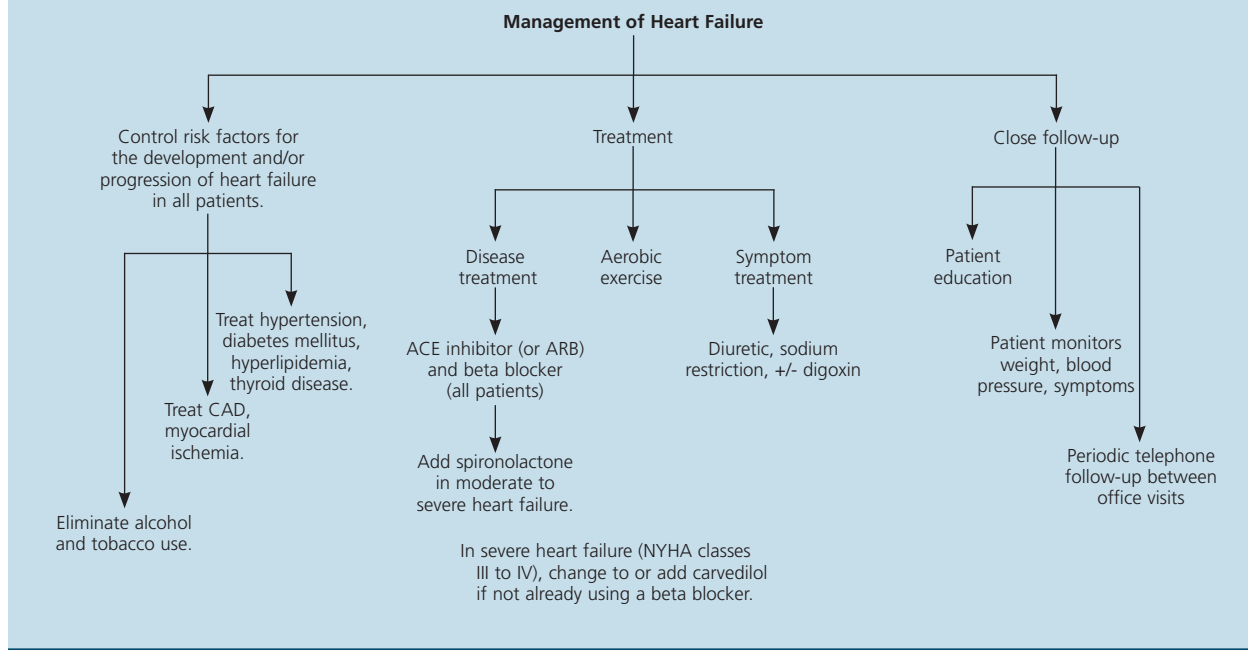 Management of Heart Failure
Control risk factors for
the development and/or
progression of heart failure
in all patients.
Treatment
Close follow-up
Disease
treatment
Aerobic
exercise
Symptom
treatment
Patient
education
Treat hypertension,
diabetes mellitus,
hyperlipidemia,
thyroid disease.
ACE inhibitor (or ARB)
and beta blocker
(all patients)
Diuretic, sodium
restriction, +/- digoxin
Patient monitors
weight, blood
pressure, symptoms
Treat CAD,
myocardial
ischemia.
Add spironolactone
in moderate to
severe heart failure.
Periodic telephone
follow-up between
office visits
Eliminate alcohol
and tobacco use.
In severe heart failure (NYHA classes
III to IV), change to or add carvedilol
if not already using a beta blocker.